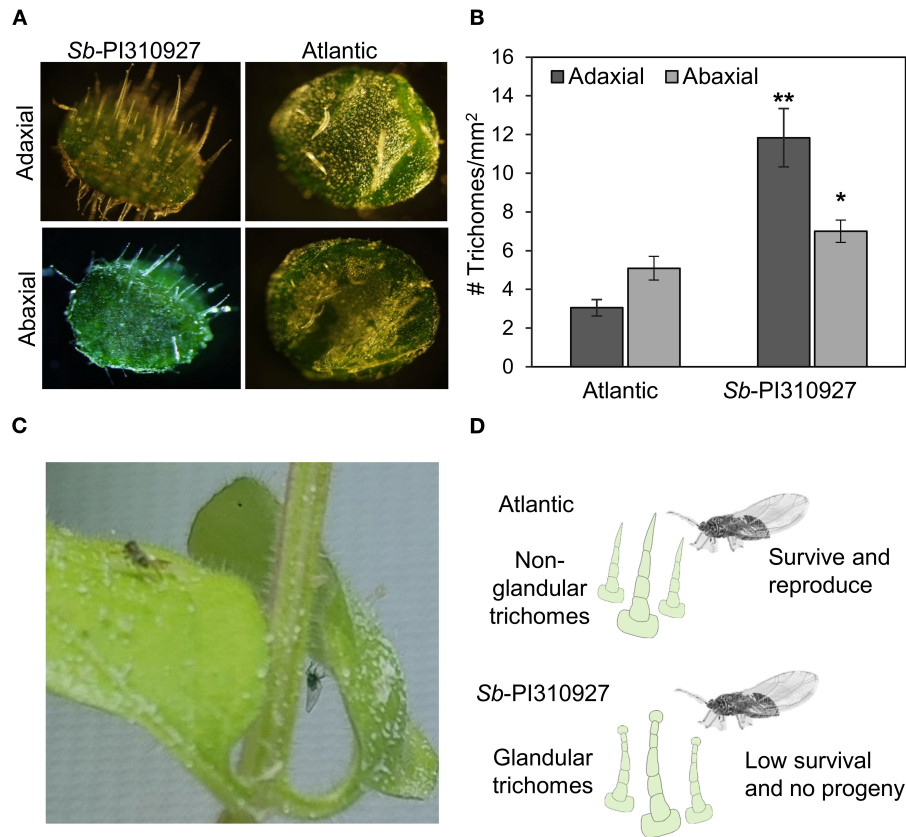 A
Sb-PI310927
Atlantic
Adaxial
Abaxial
B
# Trichomes/mm²
16
14
12
10
8
6
4
2
0
Adaxial
Abaxial
**
*
Atlantic
Sb-PI310927
C
D
Atlantic
Non-
glandular
trichomes
Survive and
reproduce
Sb-PI310927
Glandular
trichomes
Low survival
and no progeny